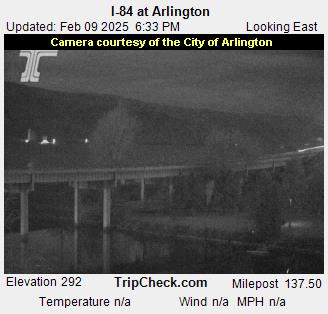 I-84 at Arlington
Updated: Feb 09 2025 6:33 PM Looking East
Camera courtesy of the City of Arlington
Elevation 292 TripCheck.com Milepost 137.50
Temperature n/a Wind n/a MPH n/a